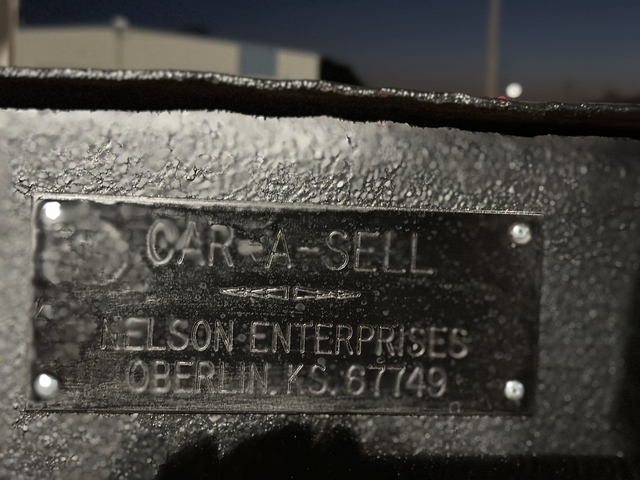 CAR-A-SELL
NELSON ENTERPRISES
OBERLIN, KS. 67749